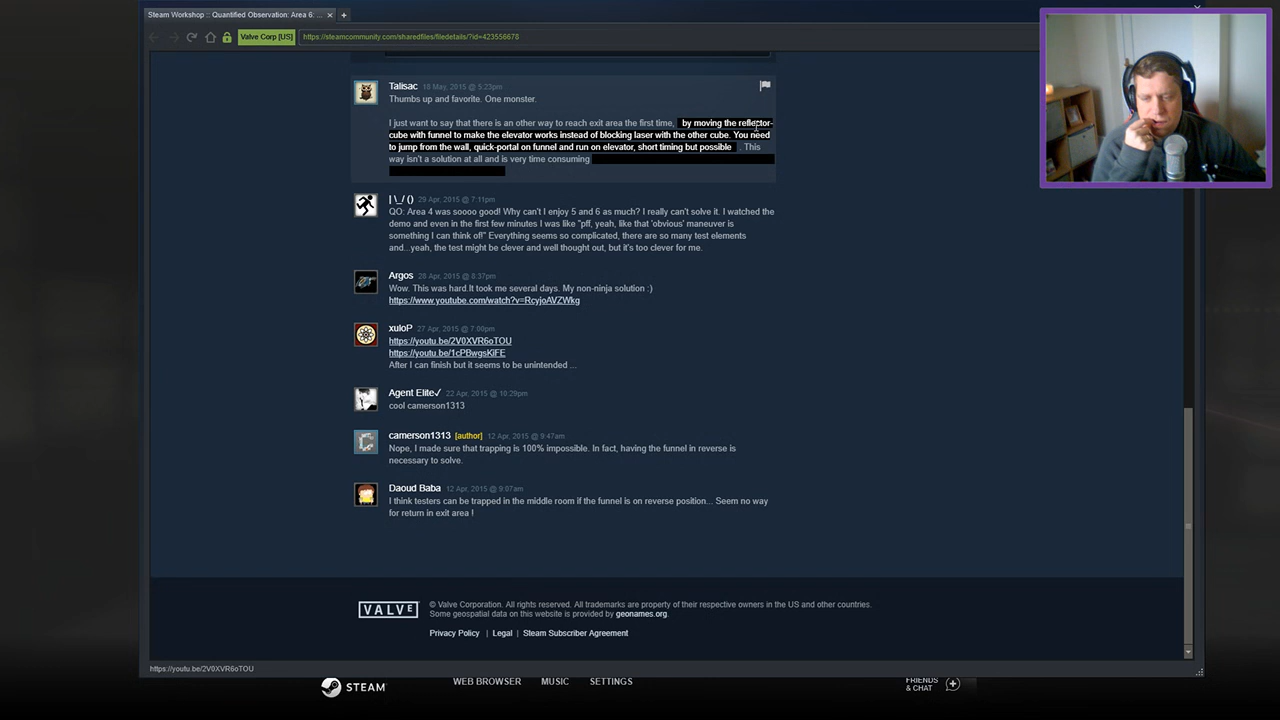 Steam Workshop :: Quantified Observation: Area 6: ...
Valve Corp [US]
https://steamcommunity.com/sharedfiles/filedetails/?id=423556678
Talisac 18 May, 2015 @ 5:23pm
Thumbs up and favorite. One monster.
I just want to say that there is an other way to reach exit area the first time, by moving the reflector-
cube with funnel to make the elevator works instead of blocking laser with the other cube. You need
to jump from the wall, quick-portal on funnel and run on elevator, short timing but possible . This
way isn't a solution at all and is very time consuming
| \_/ () 29 Apr, 2015 @ 7:11pm
QO: Area 4 was soooo good! Why can't I enjoy 5 and 6 as much? I really can't solve it. I watched the
demo and even in the first few minutes I was like "pff, yeah, like that 'obvious' maneuver is
something I can think of!" Everything seems so complicated, there are so many test elements
and...yeah, the test might be clever and well thought out, but it's too clever for me.
Argos 28 Apr, 2015 @ 8:37pm
Wow. This was hard.It took me several days. My non-ninja solution :)
https://www.youtube.com/watch?v=RcyjoAVZWkg
xuloP 27 Apr, 2015 @ 7:00pm
https://youtu.be/2V0XVR6oTOU
https://youtu.be/1cPBwgsKiFE
After I can finish but it seems to be unintended ...
Agent Elite✓ 22 Apr, 2015 @ 10:29pm
cool camerson1313
camerson1313 [author] 12 Apr, 2015 @ 9:47am
Nope, I made sure that trapping is 100% impossible. In fact, having the funnel in reverse is
necessary to solve.
Daoud Baba 12 Apr, 2015 @ 9:07am
I think testers can be trapped in the middle room if the funnel is on reverse position... Seem no way
for return in exit area !
VALVE
© Valve Corporation. All rights reserved. All trademarks are property of their respective owners in the US and other countries.
Some geospatial data on this website is provided by geonames.org.
Privacy Policy | Legal | Steam Subscriber Agreement
https://youtu.be/2V0XVR6oTOU
STEAM
WEB BROWSER MUSIC SETTINGS
FRIENDS
& CHAT